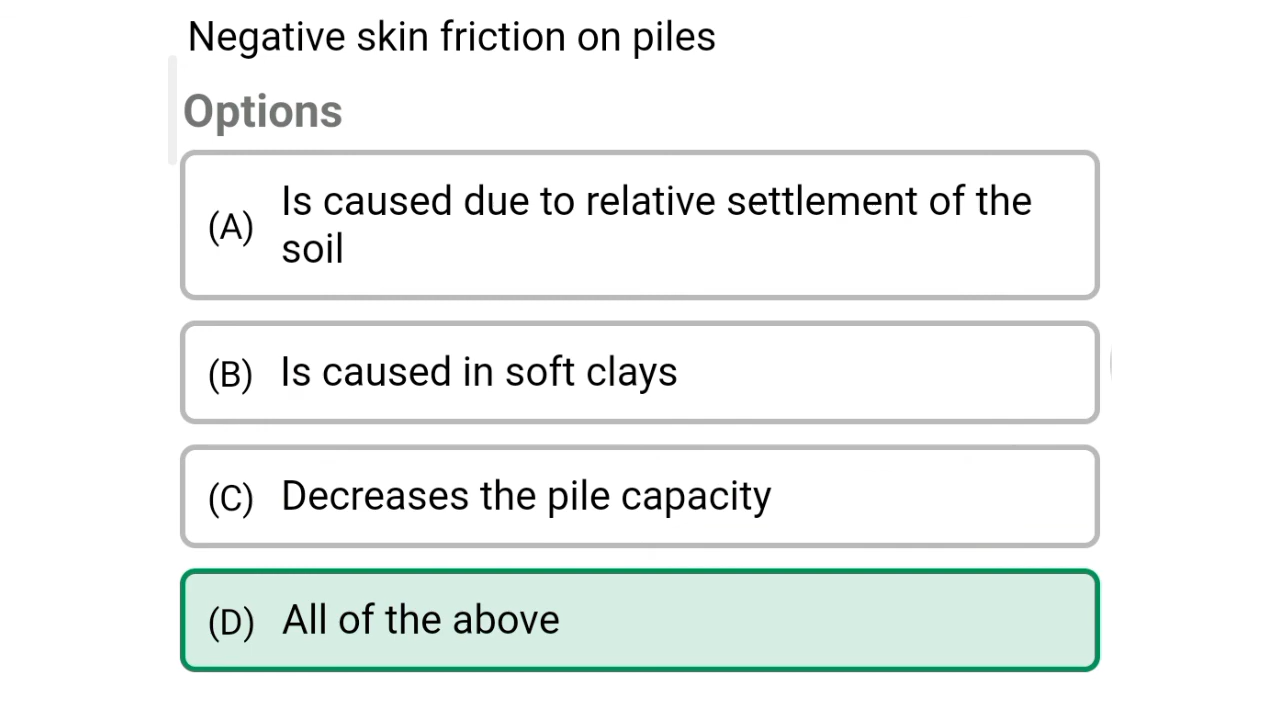 Negative skin friction on piles
Options
(A) Is caused due to relative settlement of the
soil
(B) Is caused in soft clays
(C) Decreases the pile capacity
(D) All of the above